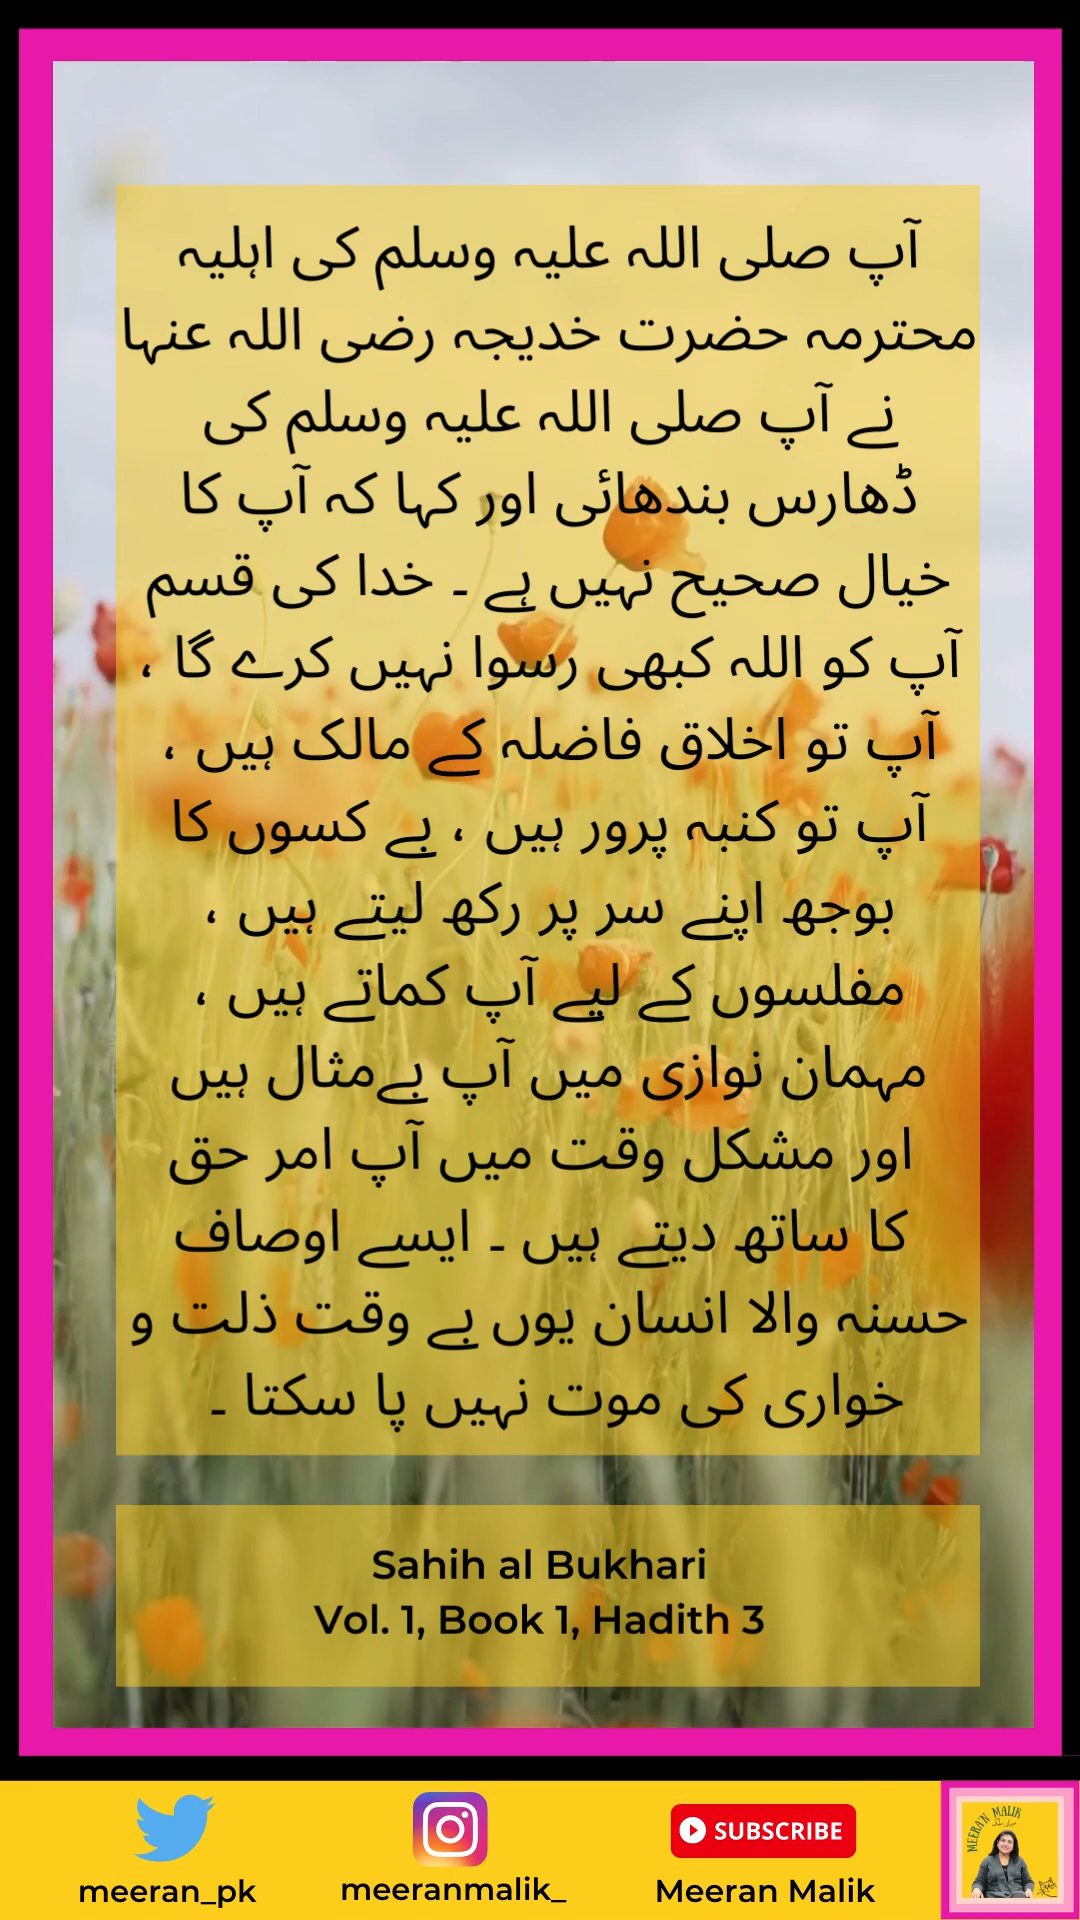 آپ صلی اللہ علیہ وسلم کی اہلیہ
محترمہ حضرت خدیجہ رضی اللہ عنہا
نے آپ صلی اللہ علیہ وسلم کی
ڈھارس بندھائی اور کہا کہ آپ کا
خیال صحیح نہیں ہے ۔ خدا کی قسم
آپ کو اللہ کبھی رسوا نہیں کرے گا ،
آپ تو اخلاق فاضلہ کے مالک ہیں ،
آپ تو کنبہ پرور ہیں ، بے کسوں کا
بوجھ اپنے سر پر رکھ لیتے ہیں ،
مفلسوں کے لیے آپ کماتے ہیں ،
مہمان نوازی میں آپ بےمثال ہیں
اور مشکل وقت میں آپ امر حق
کا ساتھ دیتے ہیں ۔ ایسے اوصاف
حسنہ والا انسان یوں بے وقت ذلت و
خواری کی موت نہیں پا سکتا ۔
Sahih al Bukhari
Vol. 1, Book 1, Hadith 3
SUBSCRIBE
meeran_pk
meeranmalik_
Meeran Malik
MEERA'N MALIK